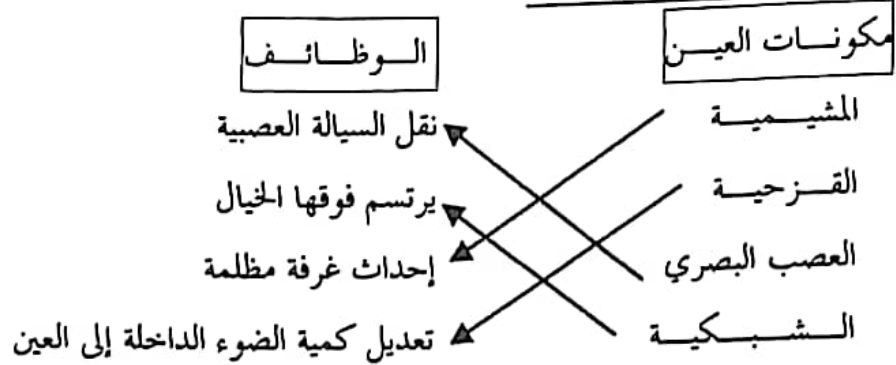 مكونات العين
الوظائف
المشيمية
نقل السيالة العصبية
القزحية
يرتسم فوقها الخيال
العصب البصري
إحداث غرفة مظلمة
الشبكية
تعديل كمية الضوء الداخلة إلى العين